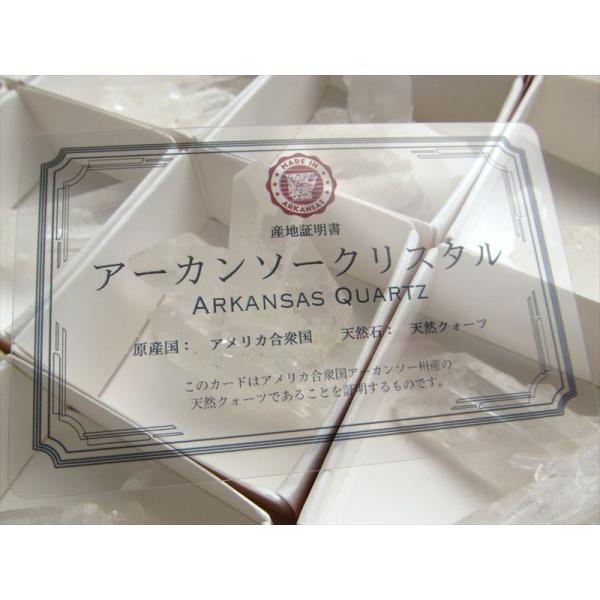 MADE IN
ARKANSAS
産地証明書
アーカンソークリスタル
ARKANSAS QUARTZ
原産国： アメリカ合衆国 天然石： 天然クォーツ
このカードはアメリカ合衆国アーカンソー州産の
天然クォーツであることを証明するものです。